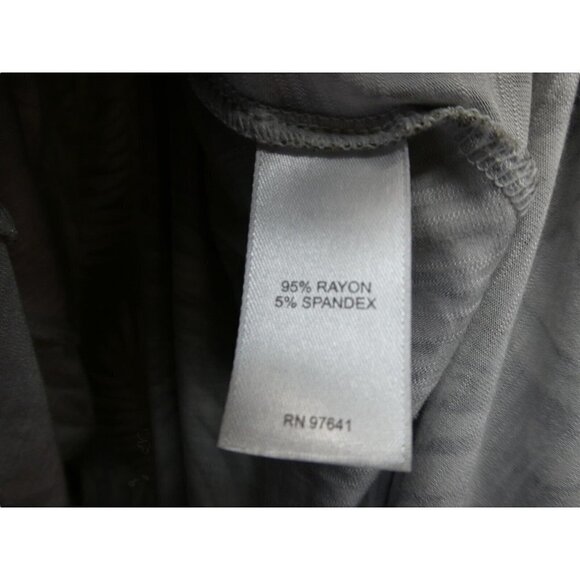 95% RAYON
5% SPANDEX
RN 97641